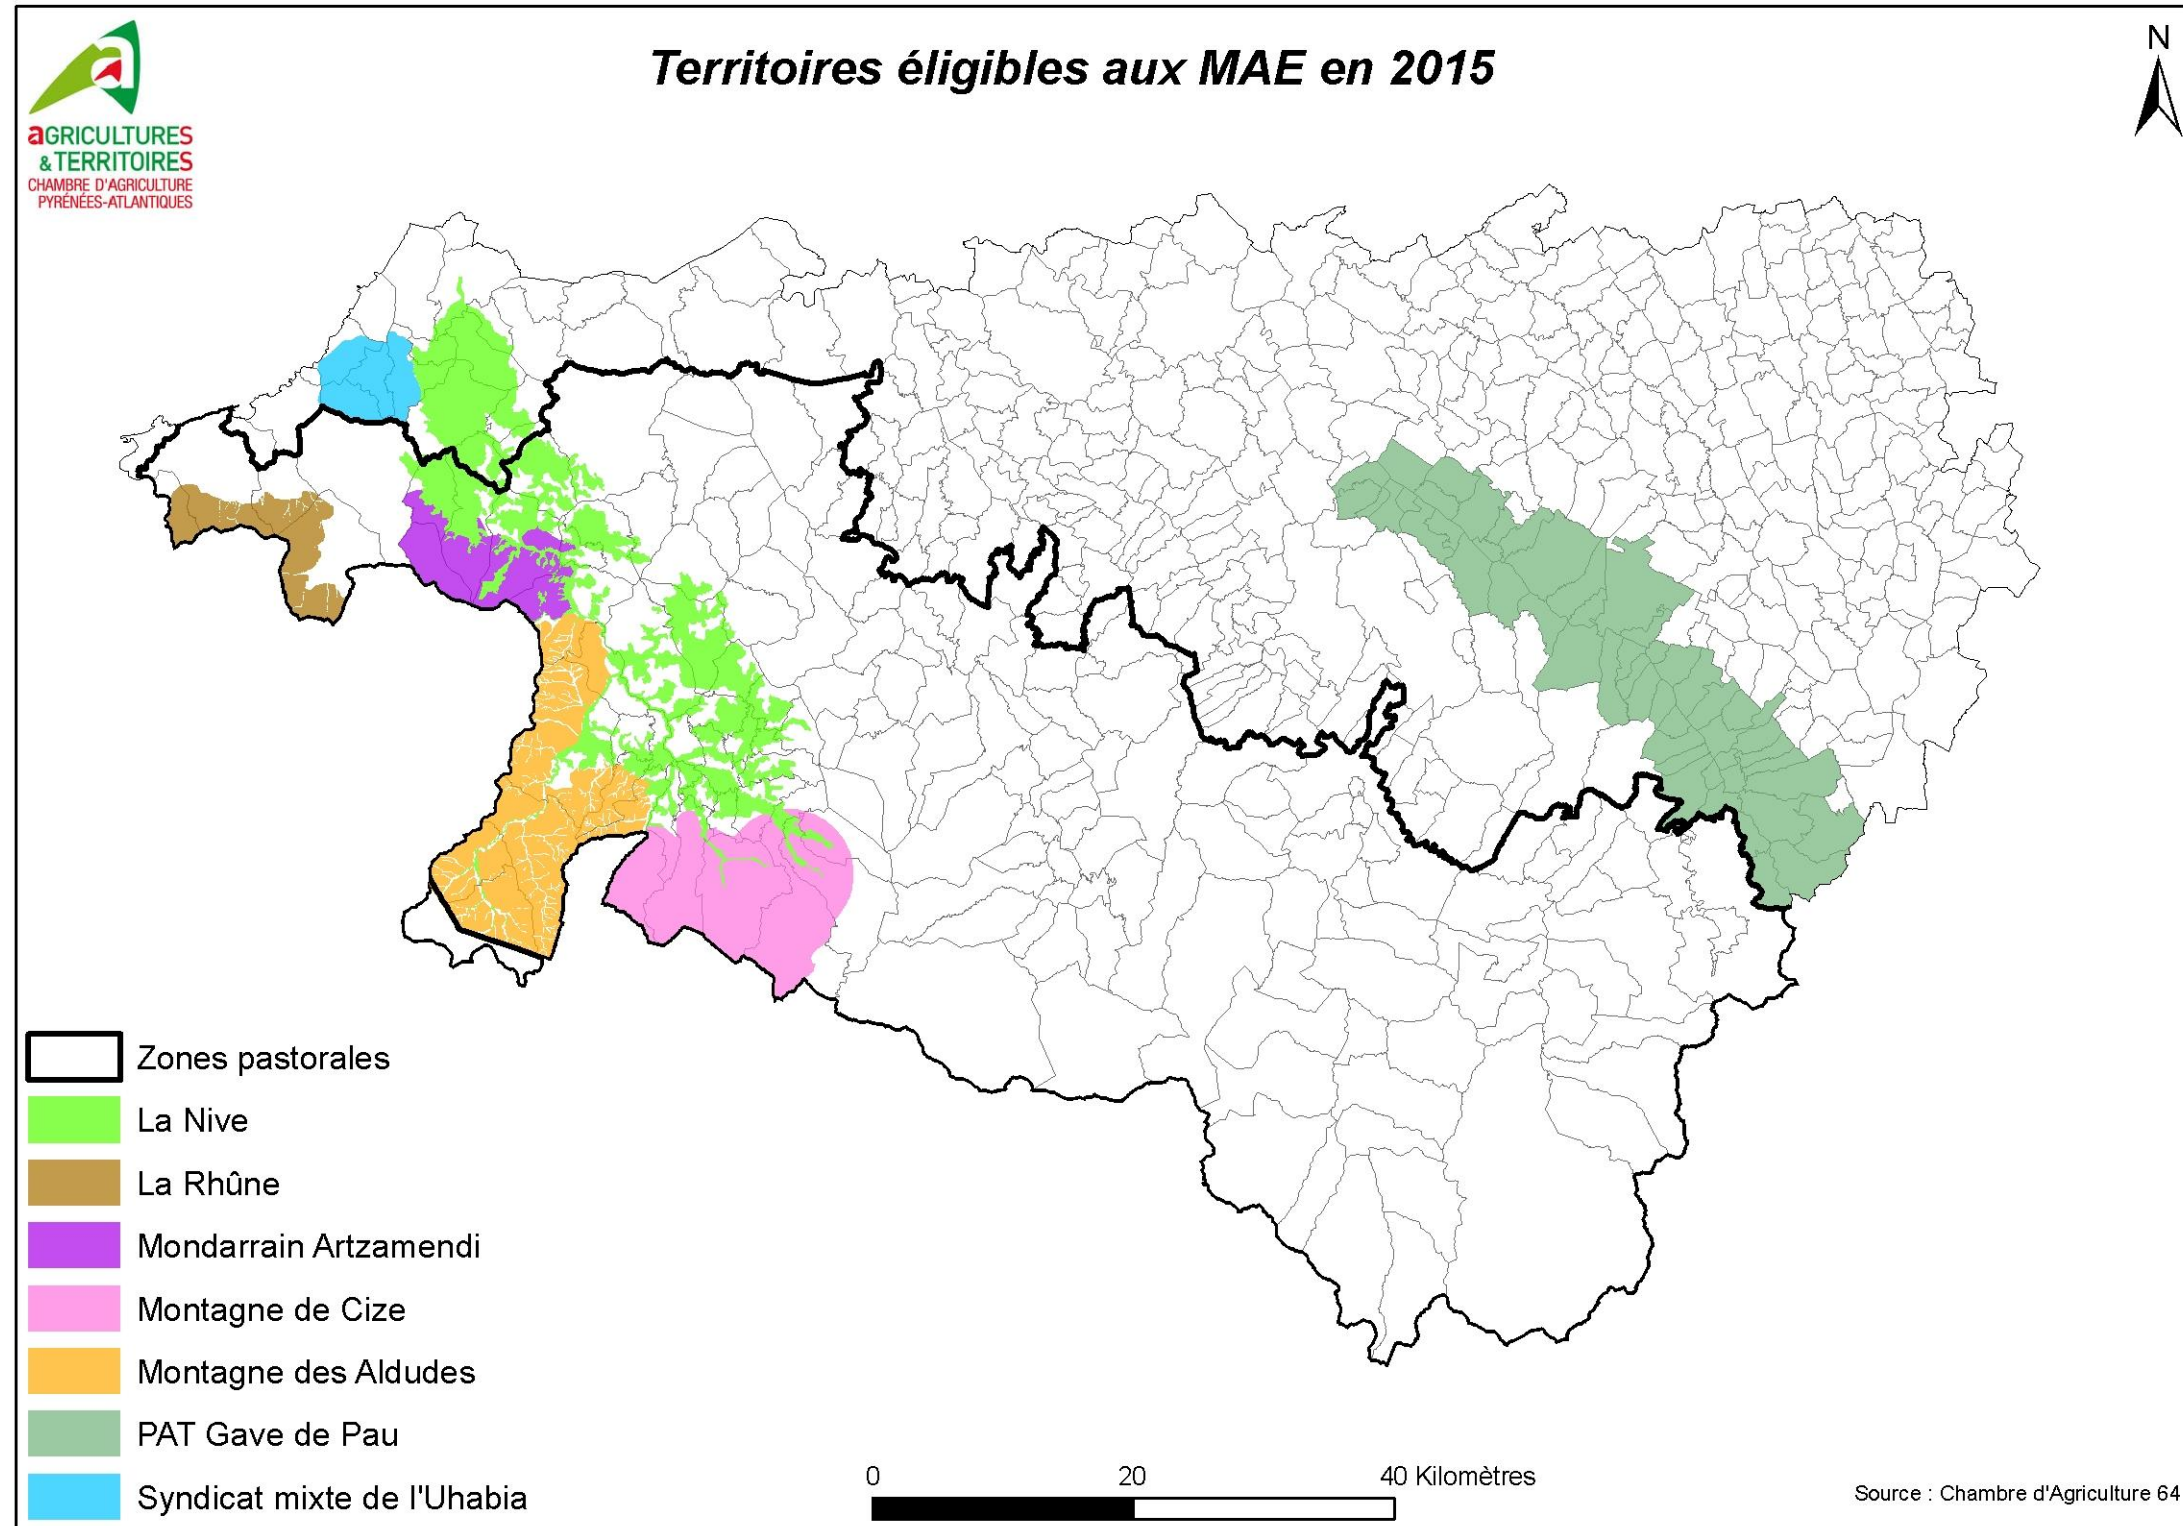 Territoires éligibles aux MAE en 2015
N
a
aGRICULTURES
& TERRITOIRES
CHAMBRE D'AGRICULTURE
PYRÉNÉES-ATLANTIQUES
Zones pastorales
La Nive
La Rhûne
Mondarrain Artzamendi
Montagne de Cize
Montagne des Aldudes
PAT Gave de Pau
Syndicat mixte de l'Uhabia
0 20 40 Kilomètres
Source : Chambre d'Agriculture 64